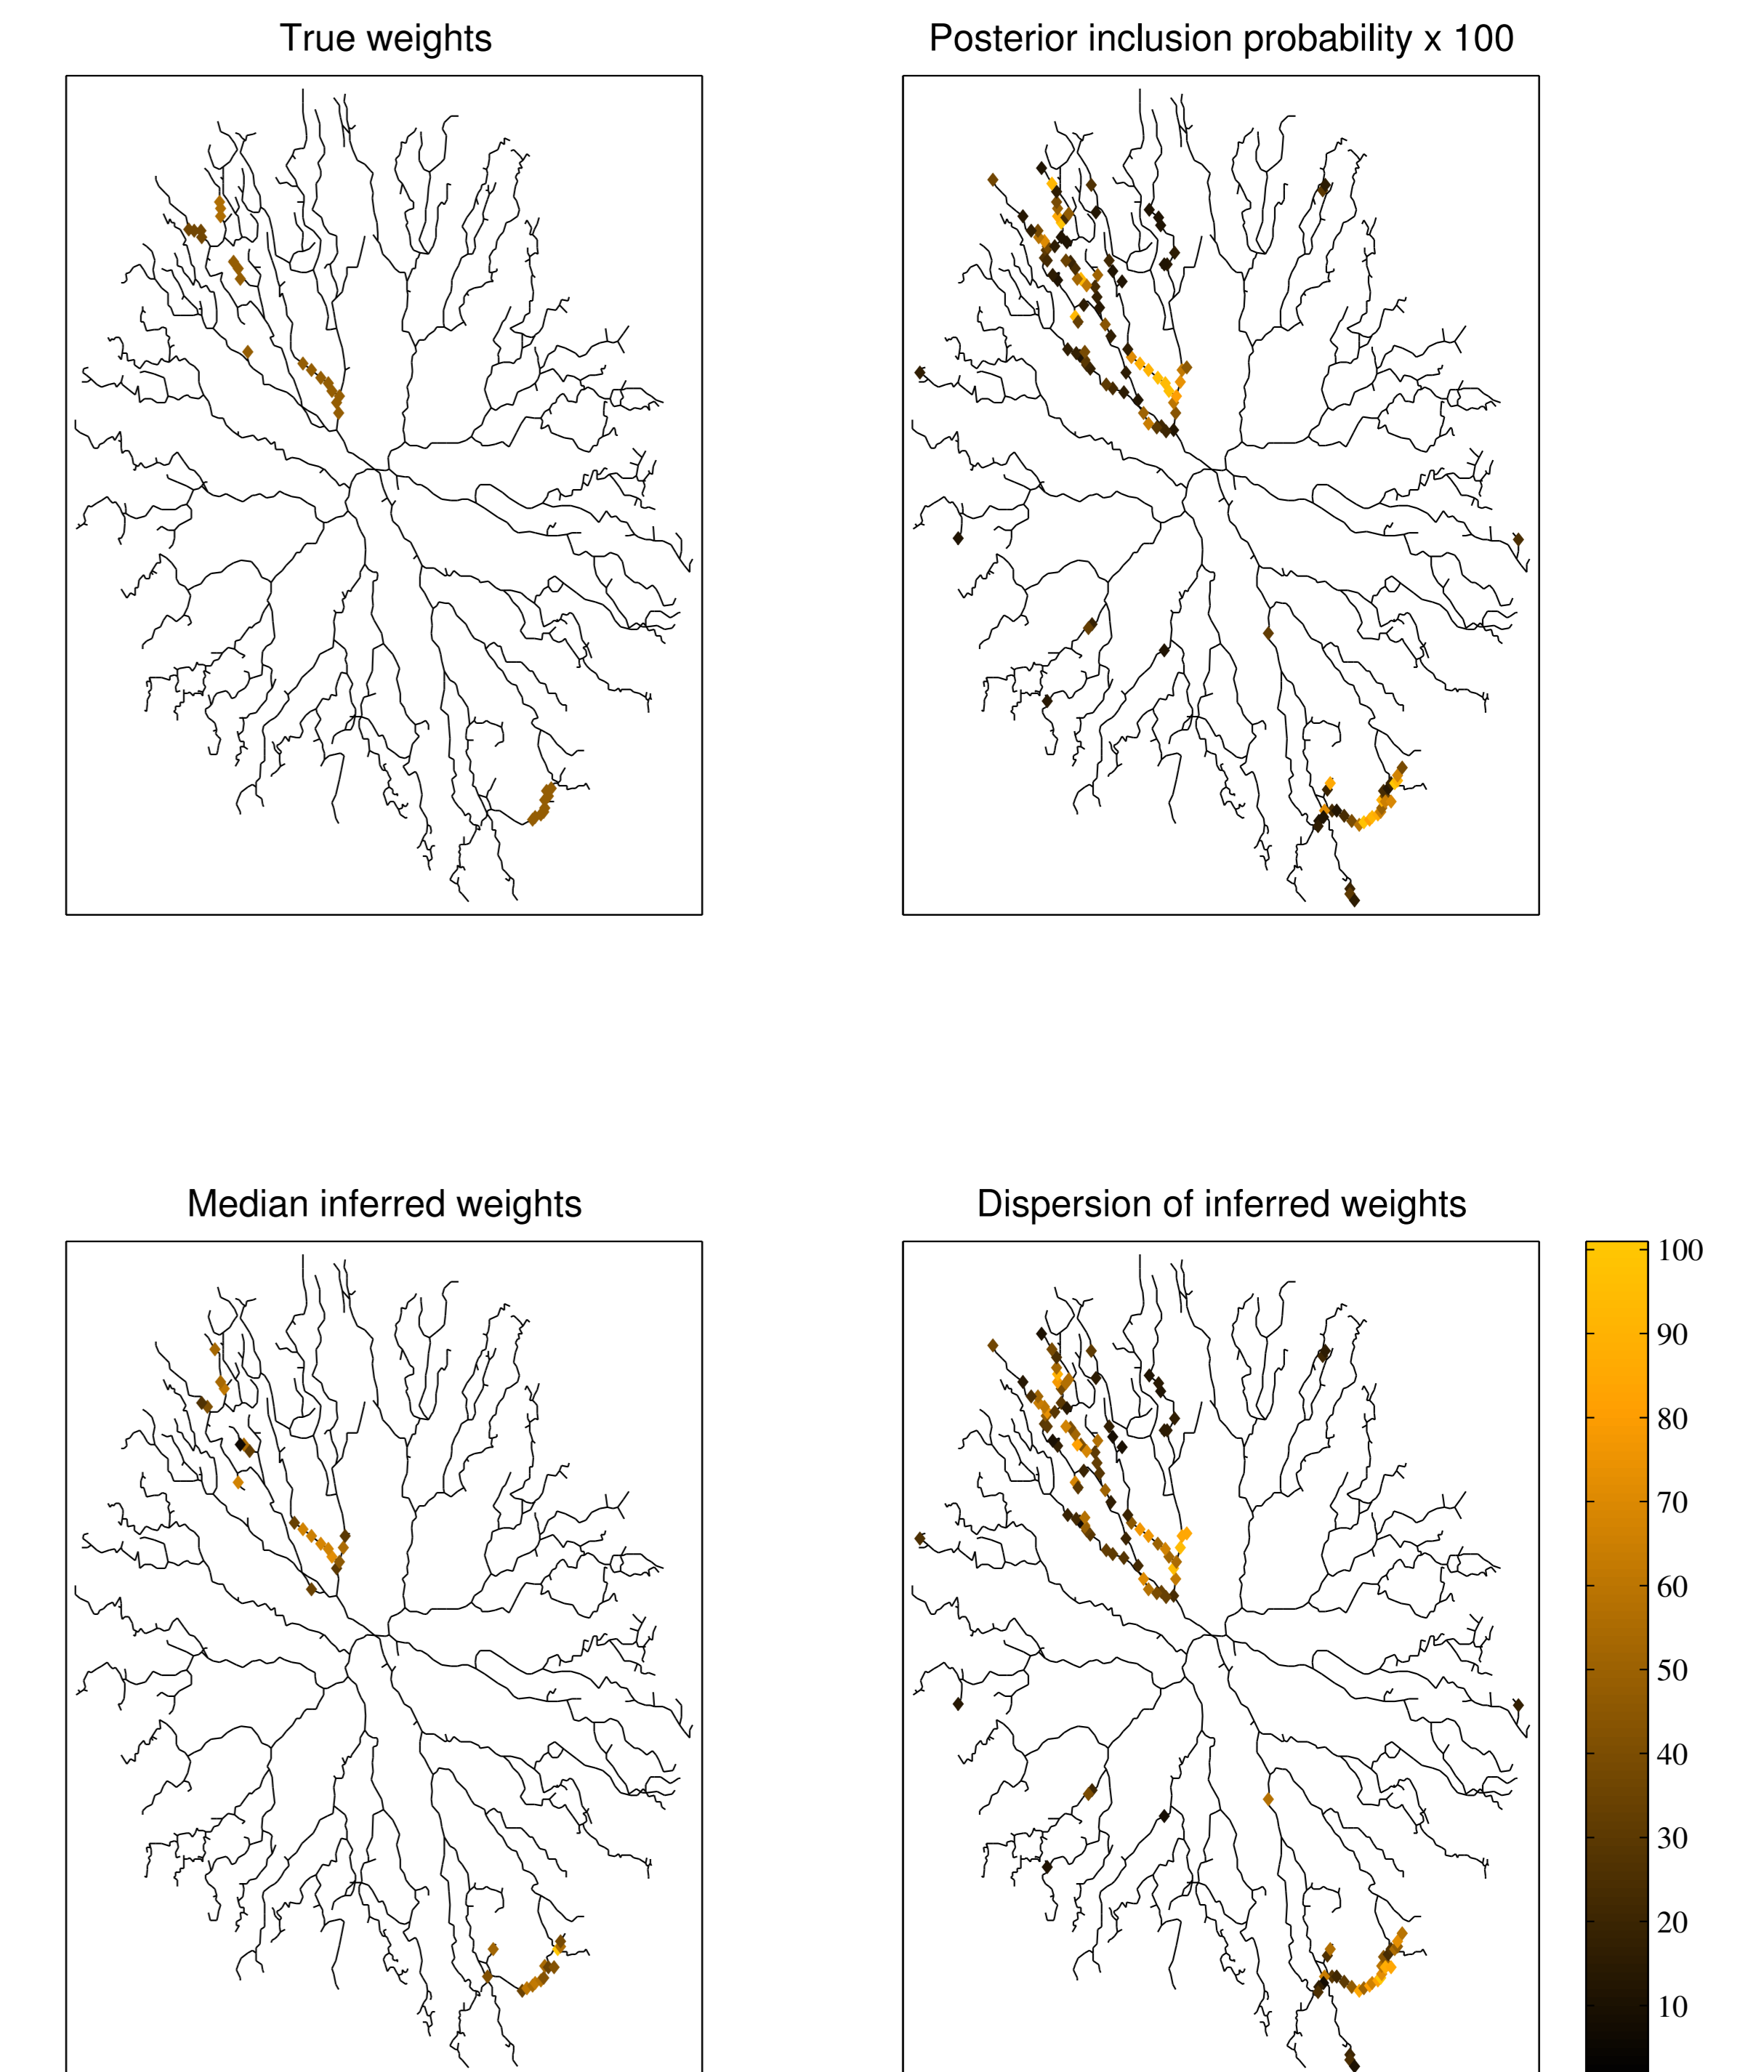 True weights
Posterior inclusion probability x 100
Median inferred weights
Dispersion of inferred weights
100
90
80
70
60
50
40
30
20
10